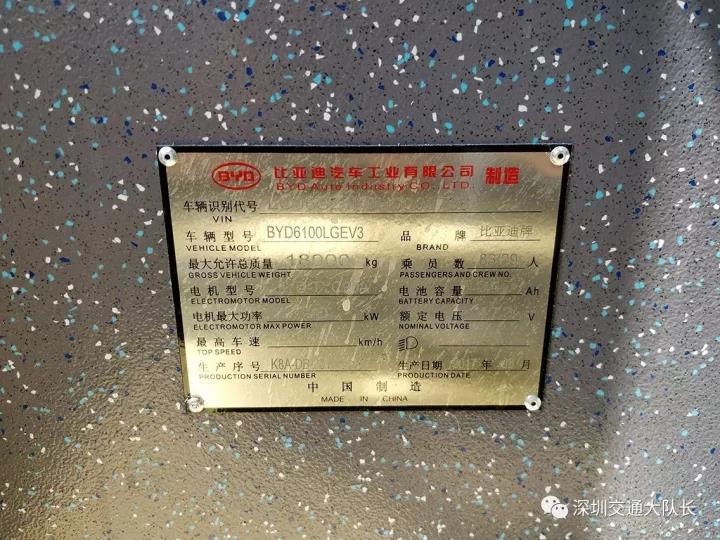 BYD 比亚迪汽车工业有限公司 制造
BYD Auto Industry CO., LTD
车辆识别代号
VIN
车辆型号 BYD6100LGEV3 品牌 比亚迪牌
VEHICLE MODEL BRAND
最大允许总质量 18000 kg 乘员数 人
GROSS VEHICLE WEIGHT PASSENGERS AND CREW NO.
电机型号 电池容量 Ah
ELECTROMOTOR MODEL BATTERY CAPACITY
电机最大功率 kW 额定电压 V
ELECTROMOTOR MAX POWER NOMINAL VOLTAGE
最高车速 km/h
TOP SPEED
生产序号 K8A-DB 生产日期 2017 年 月
PRODUCTION SERIAL NUMBER PRODUCTION DATE
中国制造
MADE IN CHINA
深圳交通大队长